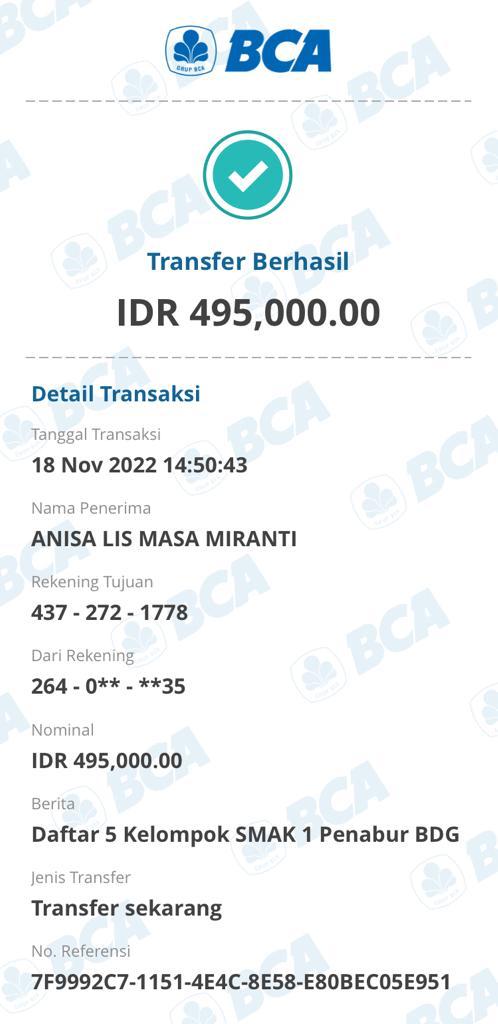 GRUP BCA
BCA
Transfer Berhasil
IDR 495,000.00
Detail Transaksi
Tanggal Transaksi
18 Nov 2022 14:50:43
Nama Penerima
ANISA LIS MASA MIRANTI
Rekening Tujuan
437 - 272 - 1778
Dari Rekening
264 - 0** - **35
Nominal
IDR 495,000.00
Berita
Daftar 5 Kelompok SMAK 1 Penabur BDG
Jenis Transfer
Transfer sekarang
No. Referensi
7F9992C7-1151-4E4C-8E58-E80BEC05E951